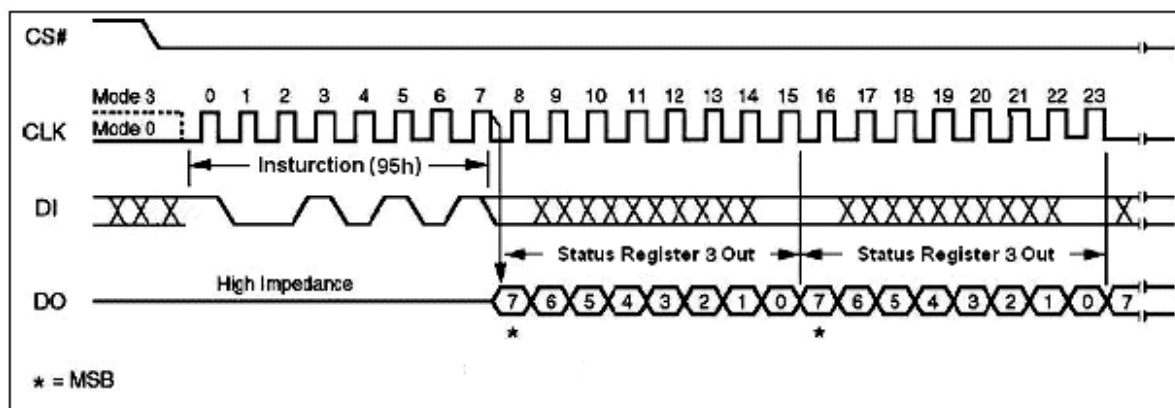 CS#
Mode 3 0 1 2 3 4 5 6 7 8 9 10 11 12 13 14 15 16 17 18 19 20 21 22 23
CLK Mode 0
Insturction (95h)
DI
Status Register 3 Out Status Register 3 Out
High Impedance
DO 7 6 5 4 3 2 1 0 7 6 5 4 3 2 1 0 7
* *
* = MSB